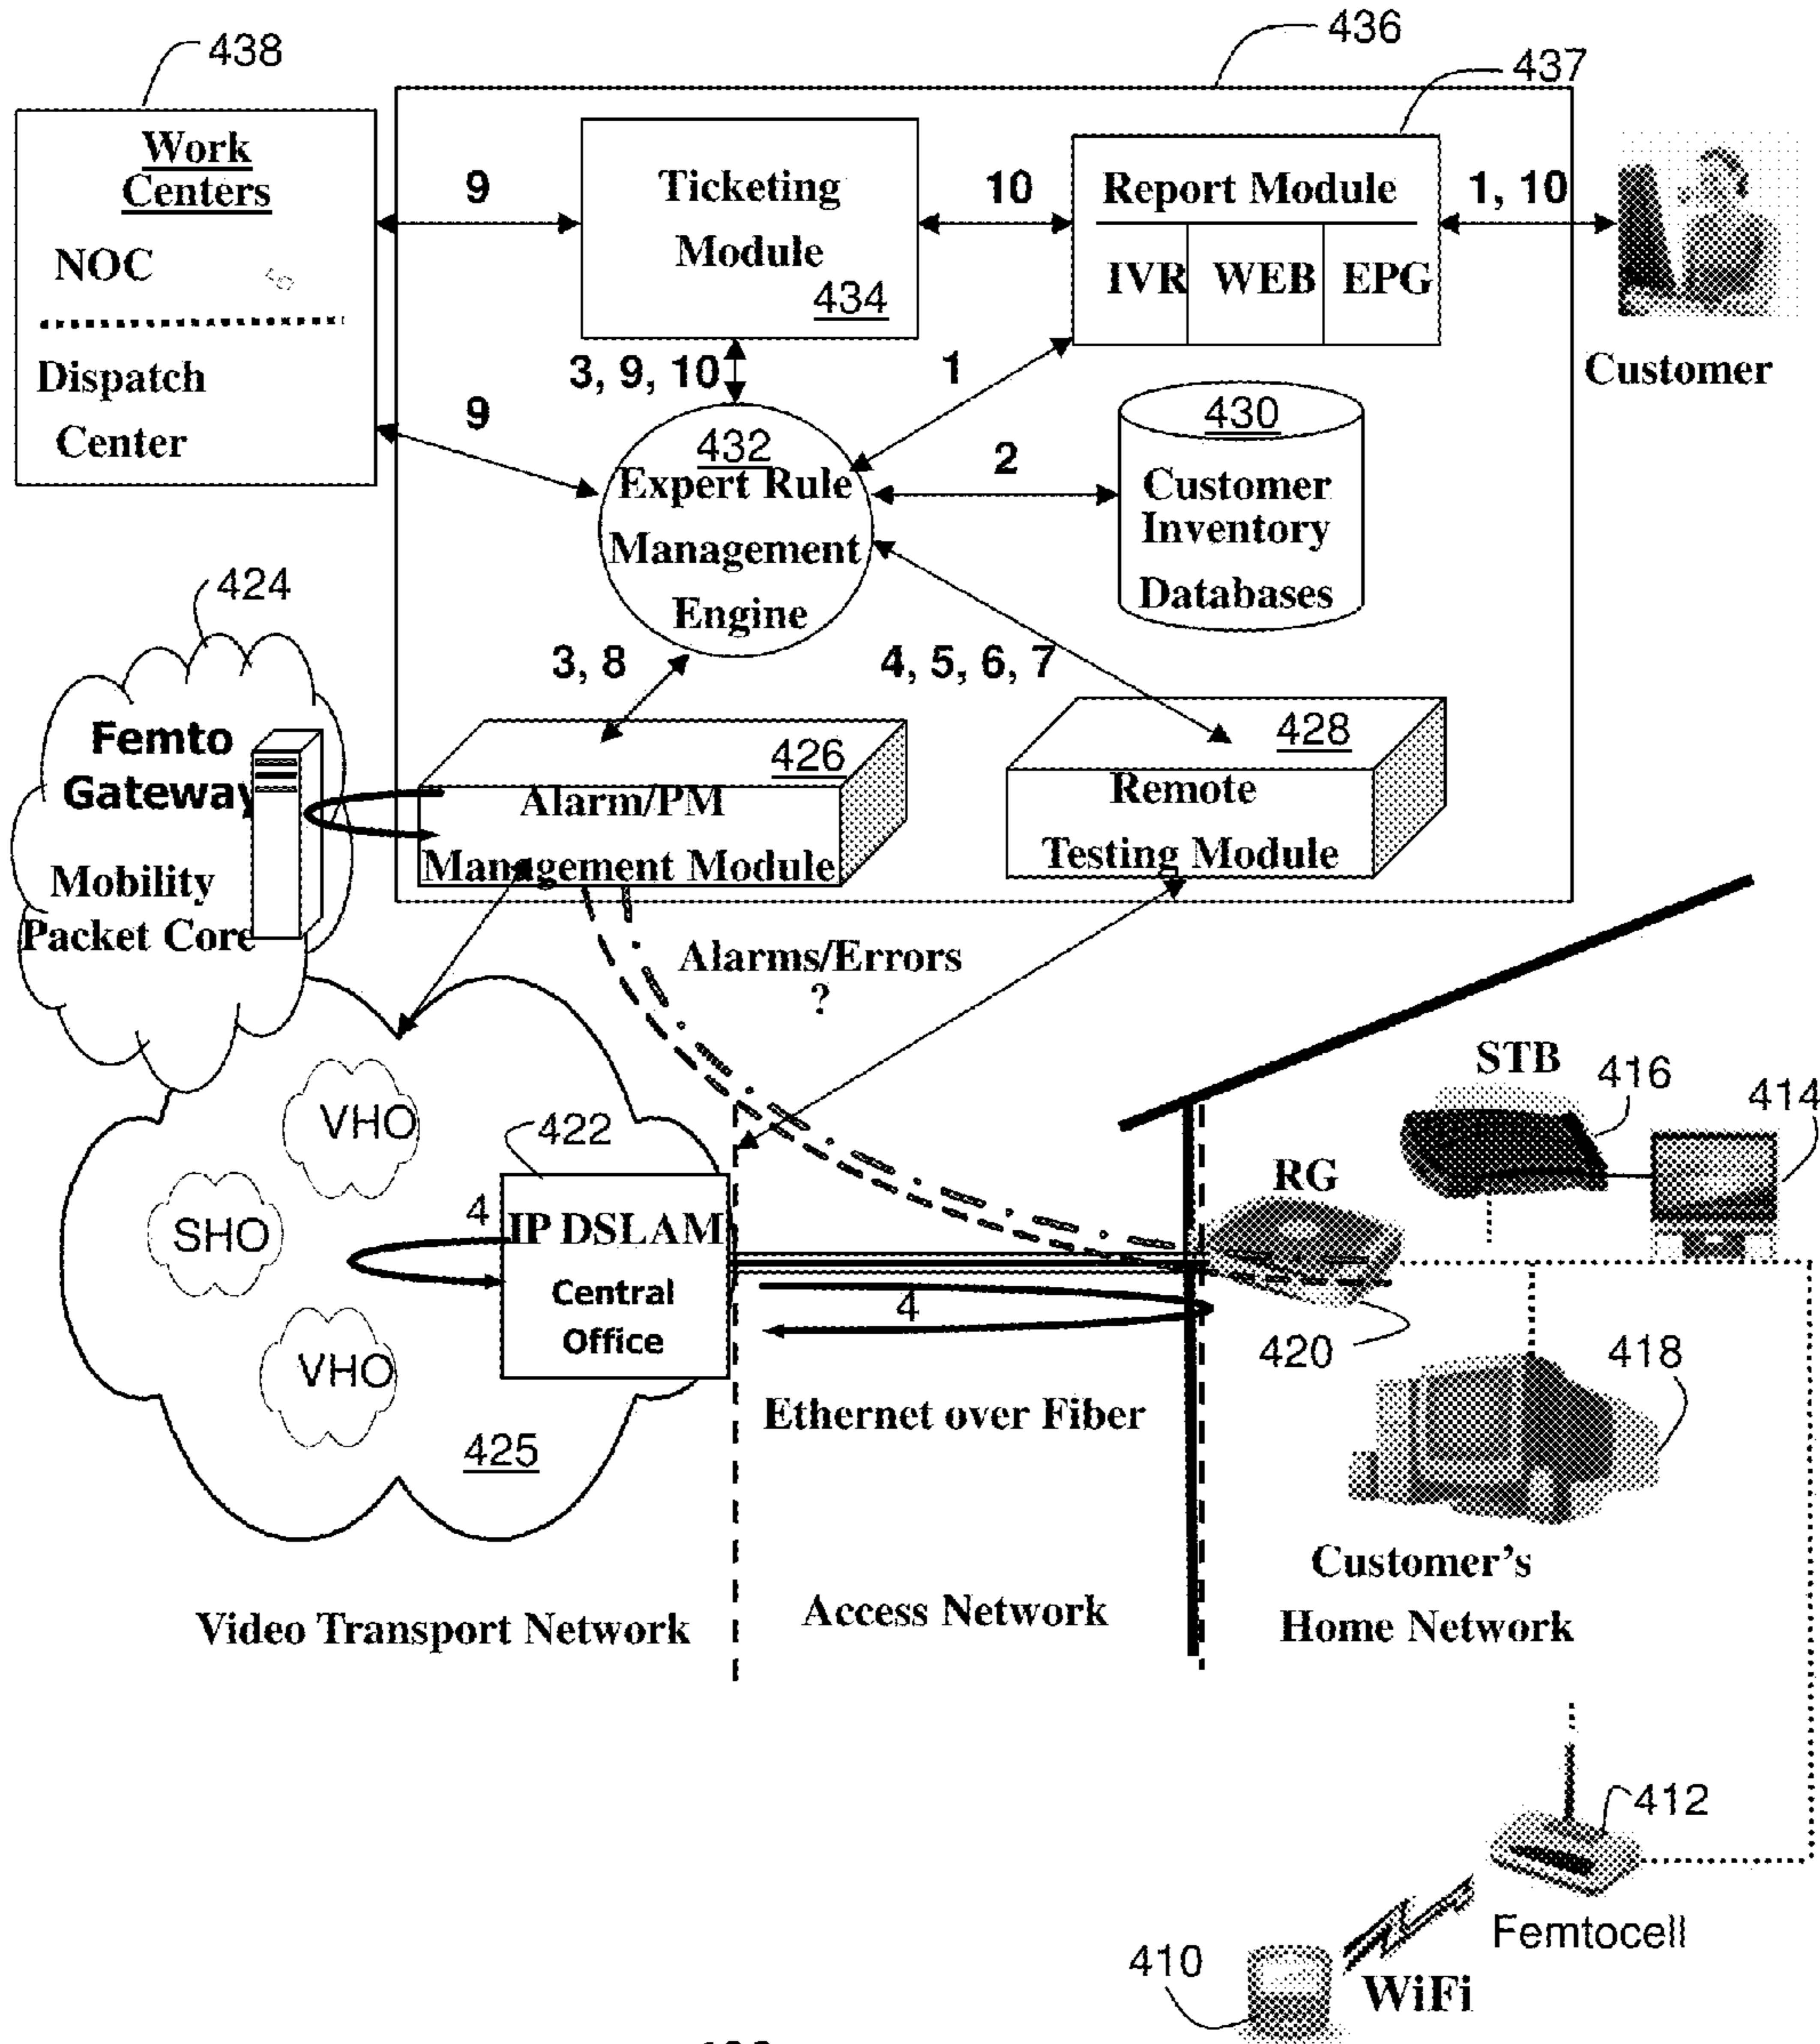 438
436
437
Work
Centers
NOC
Dispatch
Center
9
Ticketing
Module
434
10
Report Module
IVR WEB EPG
1, 10
Customer
3, 9, 10
1
9
432
Expert Rule
Management
Engine
2
430
Customer
Inventory
Databases
424
3, 8
4, 5, 6, 7
Femto
Gateway
Mobility
Packet Core
426
Alarm/PM
Management Module
428
Remote
Testing Module
Alarms/Errors
?
STB
416
414
VHO
422
RG
SHO
4
IP DSLAM
Central
Office
4
VHO
420
418
Ethernet over Fiber
425
Customer's
Home Network
Access Network
Video Transport Network
412
Femtocell
410
WiFi